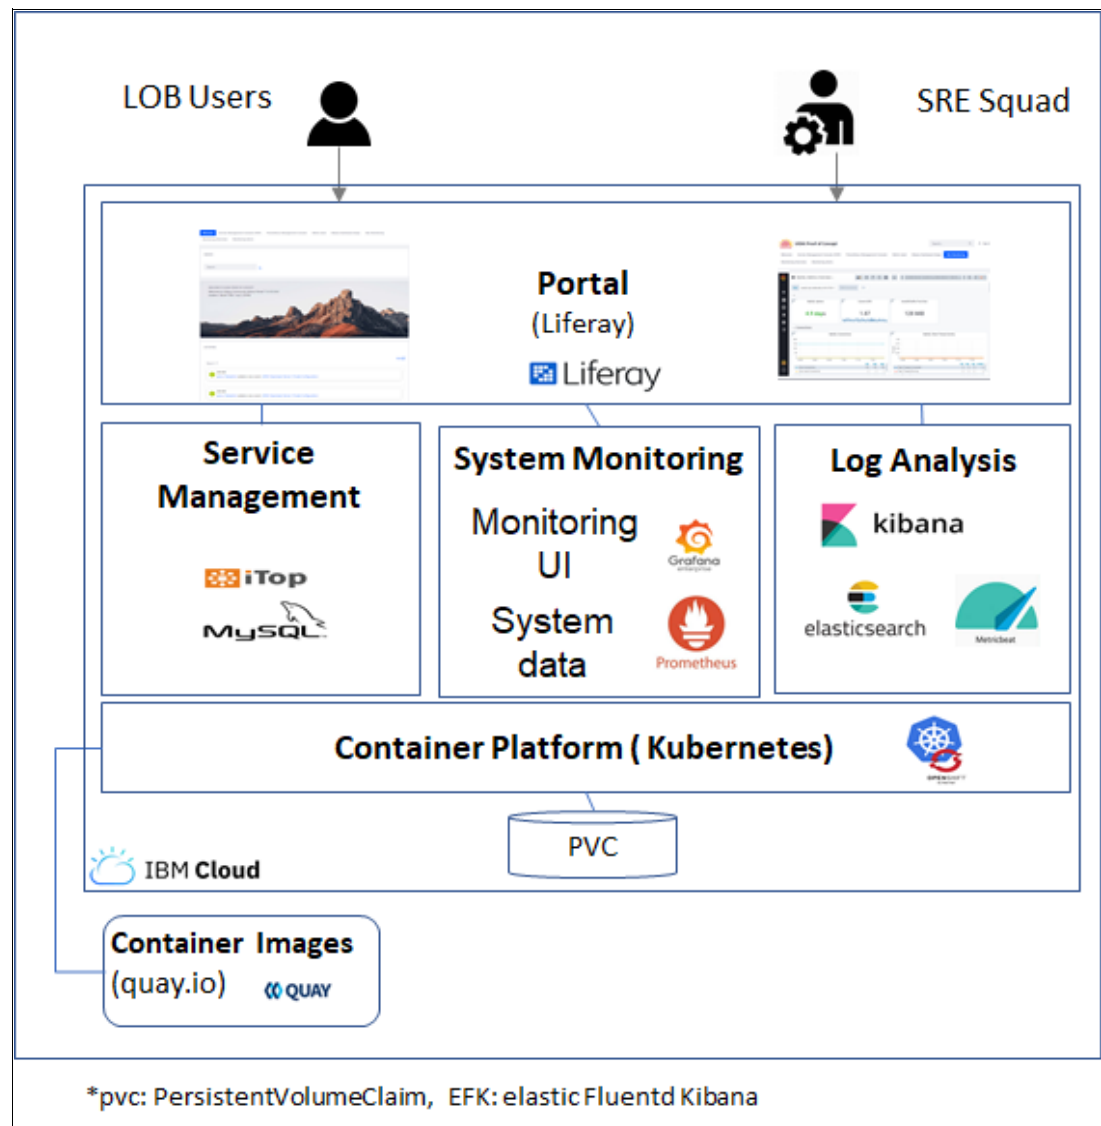 LOB Users
SRE Squad
Portal
(Liferay)
Liferay
Service
Management
iTop
MySQL
System Monitoring
Monitoring
UI
Grafana
enterprise
System
data
Prometheus
Log Analysis
kibana
elasticsearch
Metricbeat
Container Platform ( Kubernetes)
OPENSHIFT
PVC
IBM Cloud
Container Images
(quay.io)
QUAY
*pvc: PersistentVolumeClaim, EFK: elastic Fluentd Kibana